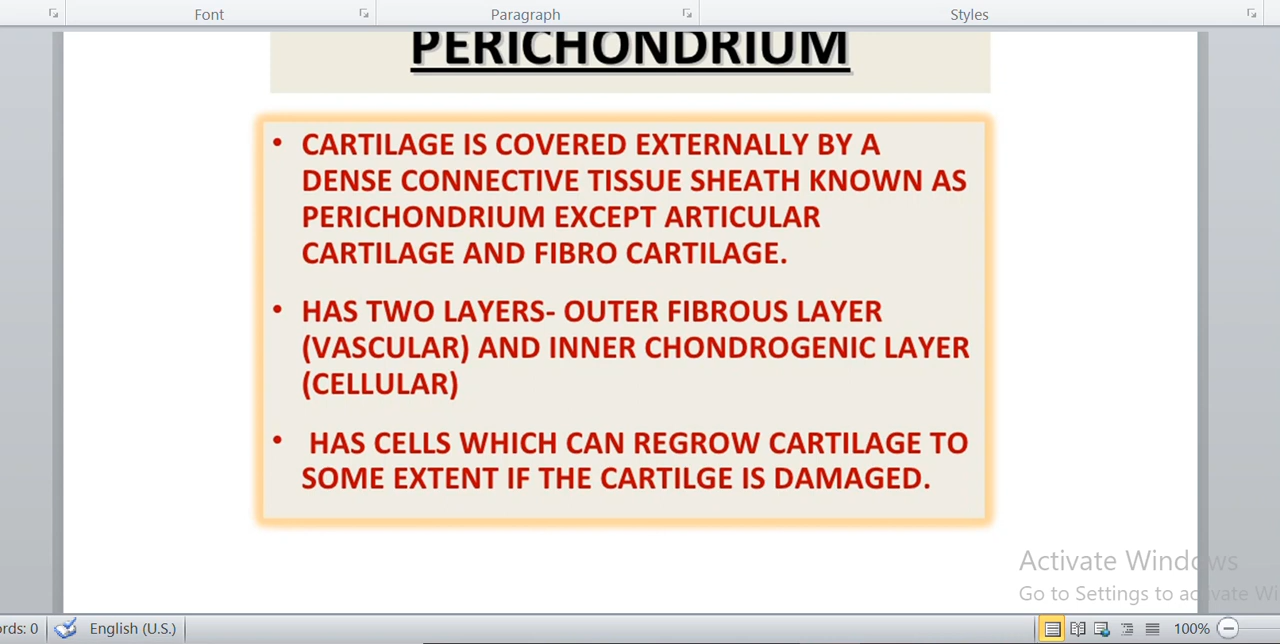 Font Paragraph Styles
PERICHONDRIUM
• CARTILAGE IS COVERED EXTERNALLY BY A
DENSE CONNECTIVE TISSUE SHEATH KNOWN AS
PERICHONDRIUM EXCEPT ARTICULAR
CARTILAGE AND FIBRO CARTILAGE.
• HAS TWO LAYERS- OUTER FIBROUS LAYER
(VASCULAR) AND INNER CHONDROGENIC LAYER
(CELLULAR)
• HAS CELLS WHICH CAN REGROW CARTILAGE TO
SOME EXTENT IF THE CARTILGE IS DAMAGED.
Activate Windows
Go to Settings to activate Wi
ords: 0 English (U.S.) 100%